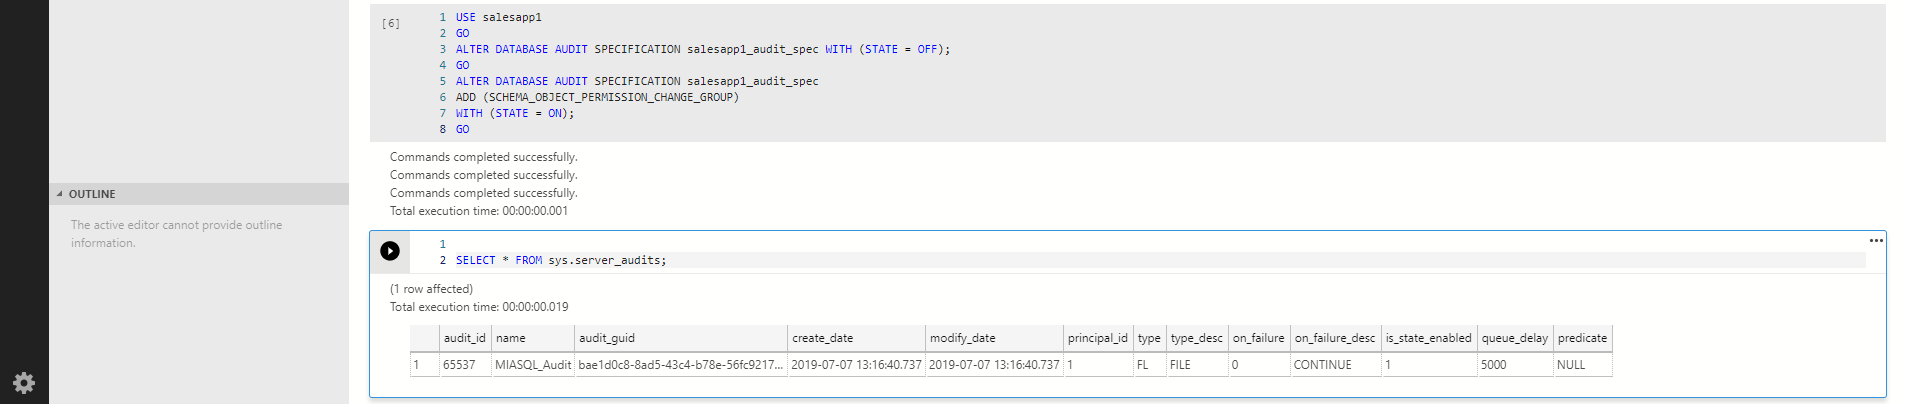 [6]
1 USE salesapp1
2 GO
3 ALTER DATABASE AUDIT SPECIFICATION salesapp1_audit_spec WITH (STATE = OFF);
4 GO
5 ALTER DATABASE AUDIT SPECIFICATION salesapp1_audit_spec
6 ADD (SCHEMA_OBJECT_PERMISSION_CHANGE_GROUP)
7 WITH (STATE = ON);
8 GO
Commands completed successfully.
Commands completed successfully.
Commands completed successfully.
Total execution time: 00:00:00.001
OUTLINE
The active editor cannot provide outline
information.
1
2 SELECT * FROM sys.server_audits;
(1 row affected)
Total execution time: 00:00:00.019
audit_id name audit_guid create_date modify_date principal_id type type_desc on_failure on_failure_desc is_state_enabled queue_delay predicate
1 65537 MIASQL_Audit bae1d0c8-8ad5-43c4-b78e-56fc9217... 2019-07-07 13:16:40.737 2019-07-07 13:16:40.737 1 FL FILE 0 CONTINUE 1 5000 NULL